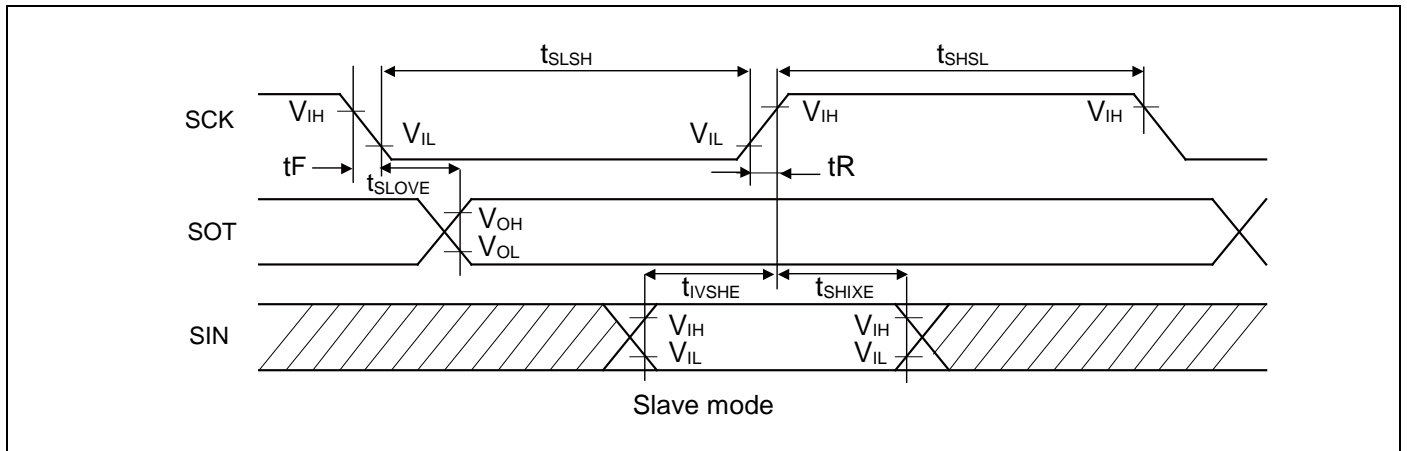 tSLSH
tSHSL
SCK
VIH
VIL
VIL
VIH
VIH
tF
tSLOVE
tR
SOT
VOH
VOL
tIVSHE
tSHIXE
SIN
VIH
VIL
VIH
VIL
Slave mode